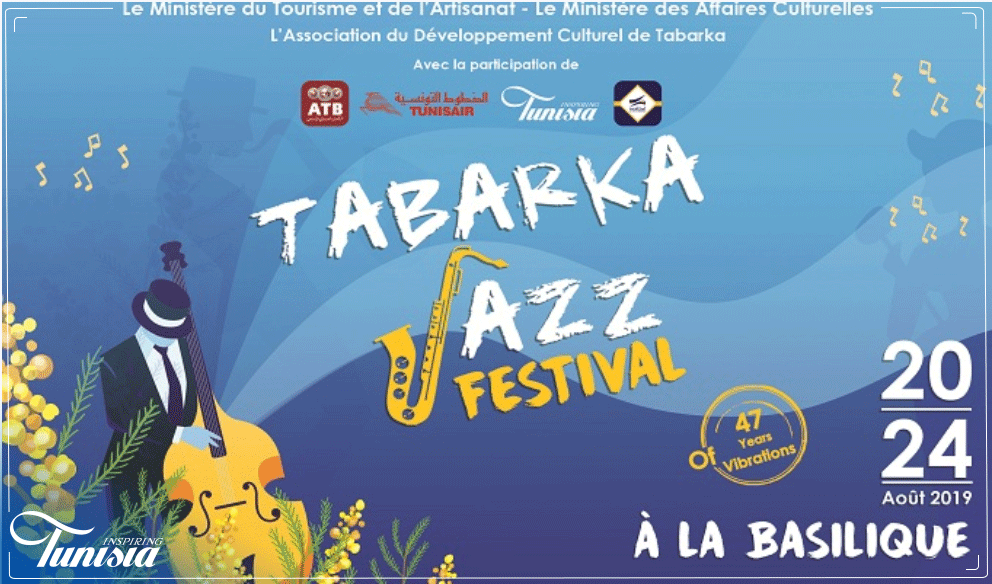 Le Ministère du Tourisme et de l'Artisanat - Le Ministère des Affaires Culturelles
L'Association du Développement Culturel de Tabarka
Avec la participation de
ATB
الخطوط التونسية
TUNISAIR
INSPIRING
Tunisia
TABARKA
JAZZ
FESTIVAL
47
Years
Of Vibrations
20
24
Août 2019
À LA BASILIQUE
INSPIRING
Tunisia